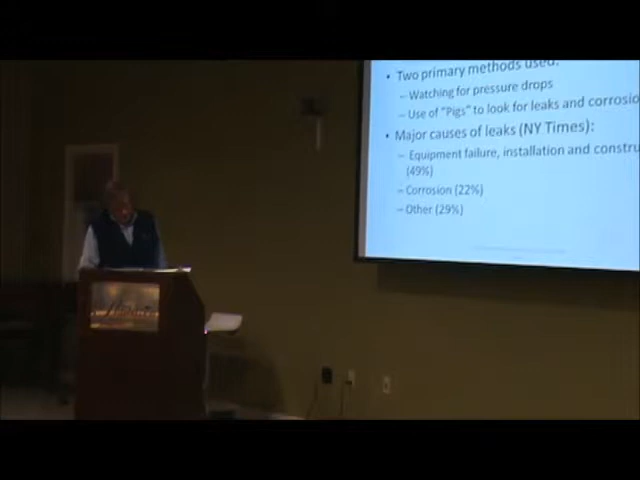 • Two primary methods used:
– Watching for pressure drops
– Use of "Pigs" to look for leaks and corrosio
• Major causes of leaks (NY Times):
– Equipment failure, installation and constru
(49%)
– Corrosion (22%)
– Other (29%)